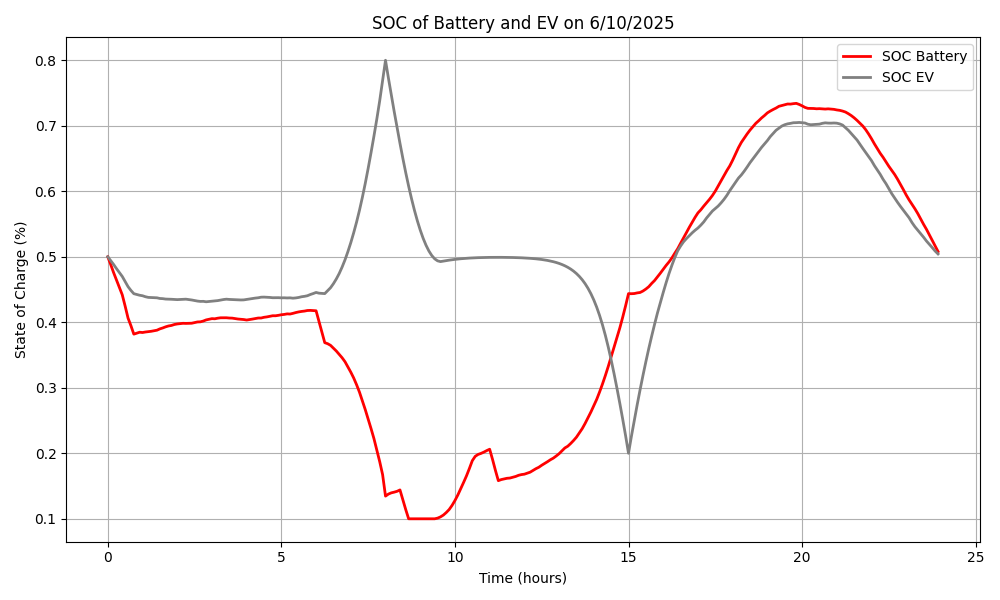 SOC of Battery and EV on 6/10/2025
SOC Battery
SOC EV
State of Charge (%)
0.8
0.7
0.6
0.5
0.4
0.3
0.2
0.1
0 5 10 15 20 25
Time (hours)